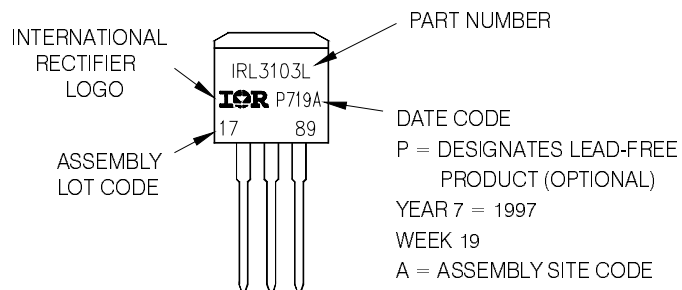 INTERNATIONAL
RECTIFIER
LOGO
ASSEMBLY
LOT CODE
IRL3103L
IOR P719A
17 89
PART NUMBER
DATE CODE
P = DESIGNATES LEAD-FREE
PRODUCT (OPTIONAL)
YEAR 7 = 1997
WEEK 19
A = ASSEMBLY SITE CODE